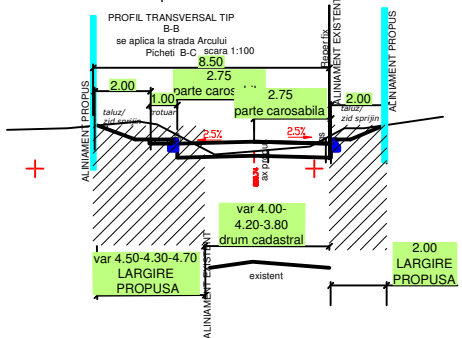 PROFIL TRANSVERSAL TIP
B-B
se aplica la strada Arcului
Picheti B-C scara 1:100
8.50
2.00
2.75
parte carosabila
1.00
2.75
parte carosabila
2.00
taluz/
zid sprijin
trotuar
taluz/
zid sprijin
2.5%
2.5%
ALINIAMENT PROPUS
Reper fix
ALINIAMENT EXISTENT
ALINIAMENT PROPUS
ax propus
var 4.00-
4.20-3.80
drum cadastral
var 4.50-4.30-4.70
LARGIRE
PROPUSA
ALINIAMENT EXISTENT
existent
2.00
LARGIRE
PROPUSA